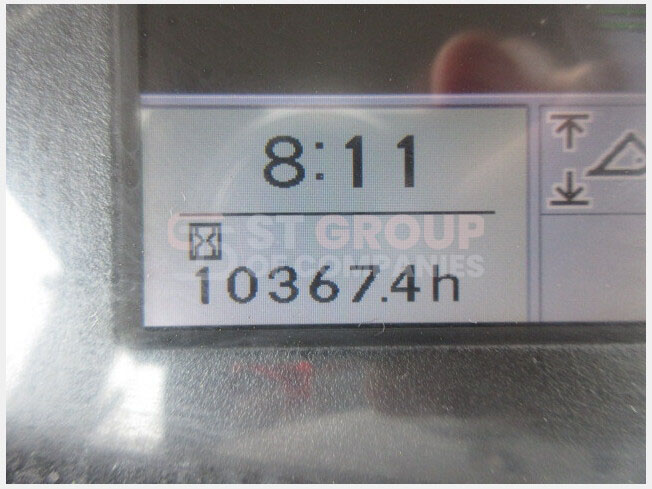 8:11
ST GROUP
OF COMPANIES
10367.4h